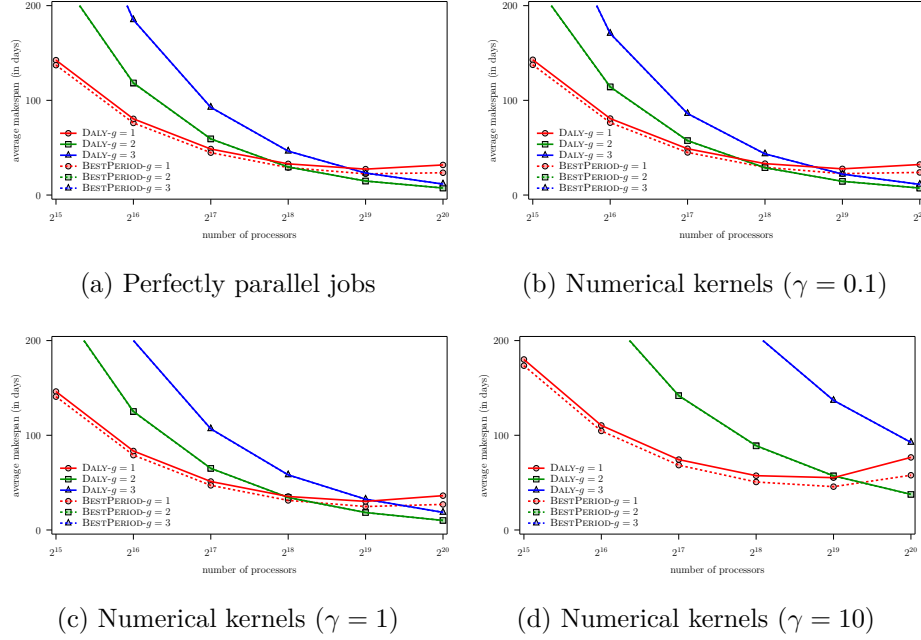 average makespan (in days)
200
100
0
DALY-g = 1
DALY-g = 2
DALY-g = 3
BESTPERIOD-g = 1
BESTPERIOD-g = 2
BESTPERIOD-g = 3
2^15 2^16 2^17 2^18 2^19 2^20
number of processors
(a) Perfectly parallel jobs
average makespan (in days)
200
100
0
DALY-g = 1
DALY-g = 2
DALY-g = 3
BESTPERIOD-g = 1
BESTPERIOD-g = 2
BESTPERIOD-g = 3
2^15 2^16 2^17 2^18 2^19 2^20
number of processors
(b) Numerical kernels (γ = 0.1)
average makespan (in days)
200
100
0
DALY-g = 1
DALY-g = 2
DALY-g = 3
BESTPERIOD-g = 1
BESTPERIOD-g = 2
BESTPERIOD-g = 3
2^15 2^16 2^17 2^18 2^19 2^20
number of processors
(c) Numerical kernels (γ = 1)
average makespan (in days)
200
100
0
DALY-g = 1
DALY-g = 2
DALY-g = 3
BESTPERIOD-g = 1
BESTPERIOD-g = 2
BESTPERIOD-g = 3
2^15 2^16 2^17 2^18 2^19 2^20
number of processors
(d) Numerical kernels (γ = 10)